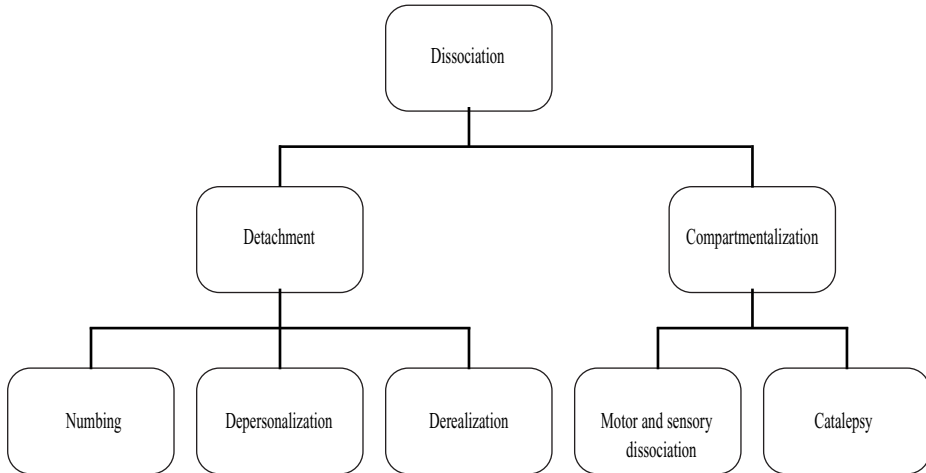 Dissociation
Detachment
Compartmentalization
Numbing
Depersonalization
Derealization
Motor and sensory
dissociation
Catalepsy